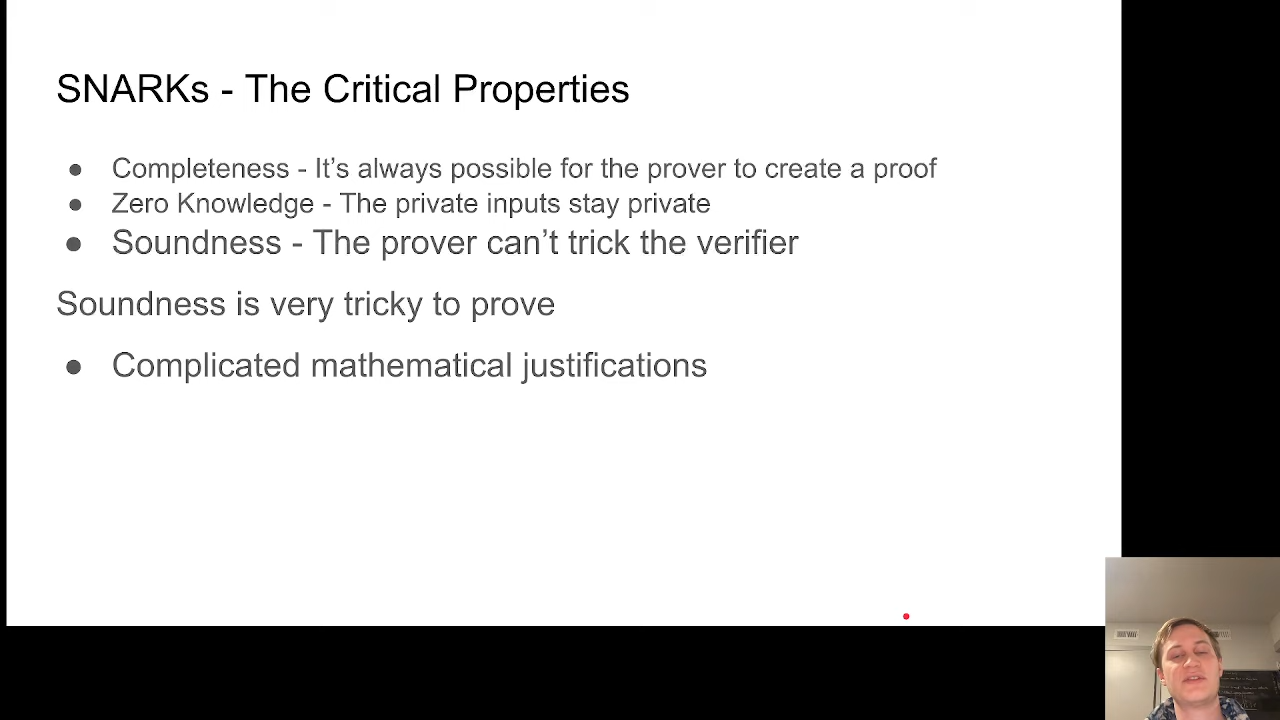 SNARKs - The Critical Properties
● Completeness - It's always possible for the prover to create a proof
● Zero Knowledge - The private inputs stay private
● Soundness - The prover can't trick the verifier
Soundness is very tricky to prove
● Complicated mathematical justifications